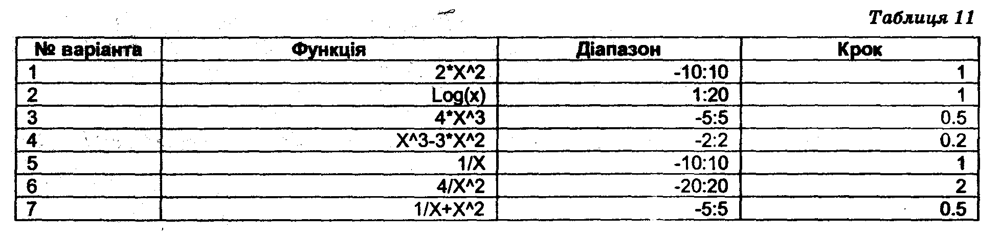 Таблиця 11
№ варіанта Функція Діапазон Крок
1 2*X^2 -10:10 1
2 Log(x) 1:20 1
3 4*X^3 -5:5 0.5
4 X^3-3*X^2 -2:2 0.2
5 1/X -10:10 1
6 4/X^2 -20:20 2
7 1/X+X^2 -5:5 0.5